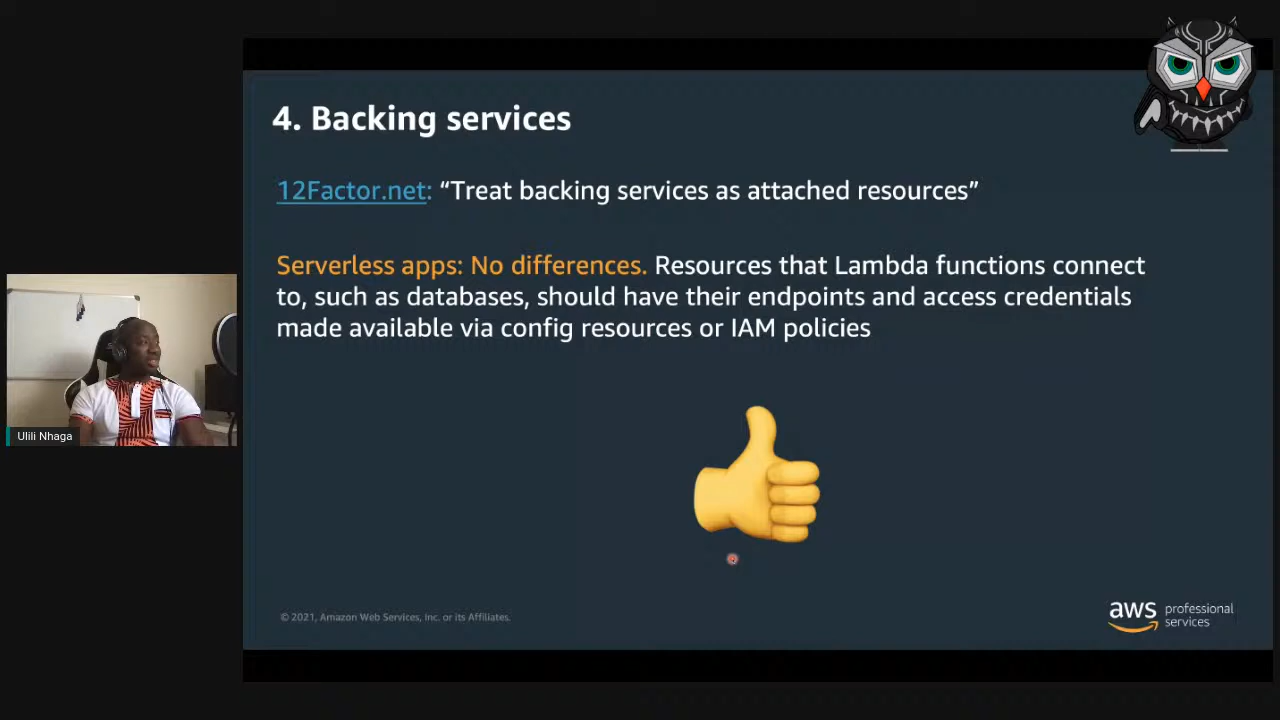 4. Backing services
12Factor.net: “Treat backing services as attached resources”
Serverless apps: No differences. Resources that Lambda functions connect
to, such as databases, should have their endpoints and access credentials
made available via config resources or IAM policies
Ulili Nhaga
© 2021, Amazon Web Services, Inc. or its Affiliates.
aws professional
services